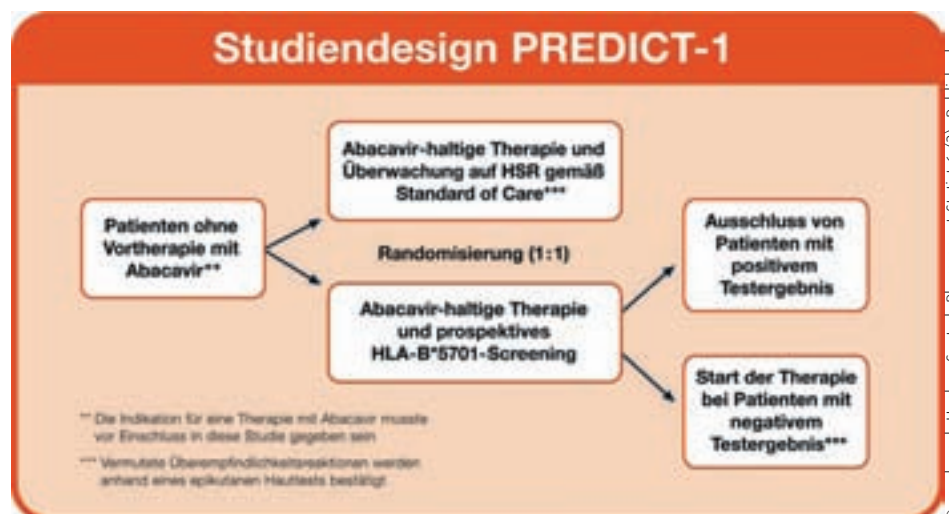 Studiendesign PREDICT-1
Abacavir-haltige Therapie und
Überwachung auf HSR gemäß
Standard of Care***
Patienten ohne
Vortherapie mit
Abacavir**
Randomisierung (1:1)
Abacavir-haltige Therapie
und prospektives
HLA-B*5701-Screening
Ausschluss von
Patienten mit
positivem
Testergebnis
Start der Therapie
bei Patienten mit
negativem
Testergebnis***
** Die Indikation für eine Therapie mit Abacavir musste
vor Einschluss in diese Studie gegeben sein
*** Vermutete Überempfindlichkeitsreaktionen werden
anhand eines epikutanen Hauttests bestätigt